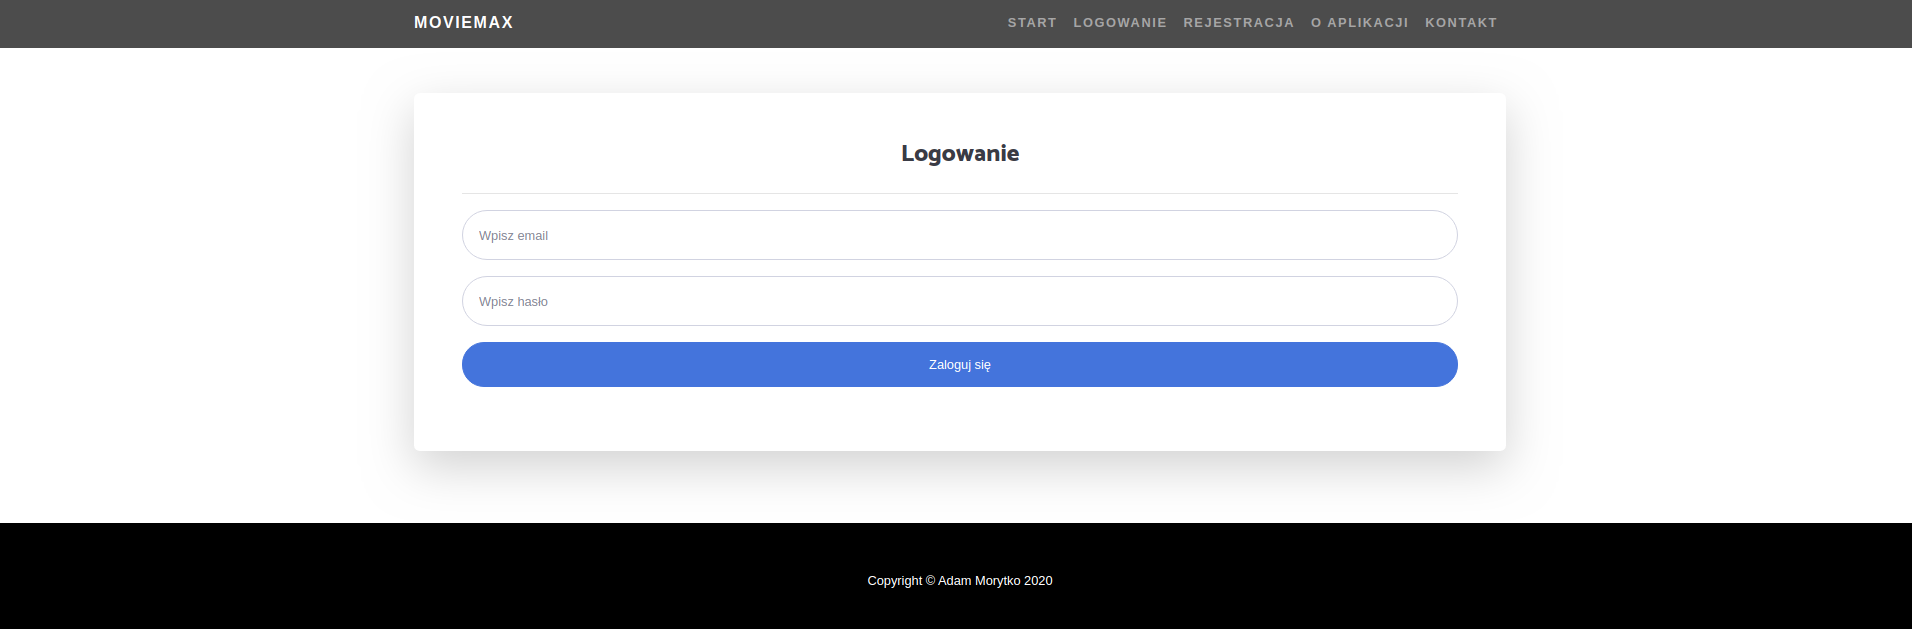 MOVIEMAX START LOGOWANIE REJESTRACJA O APLIKACJI KONTAKT
Logowanie
Wpisz email
Wpisz hasło
Zaloguj się
Copyright © Adam Morytko 2020